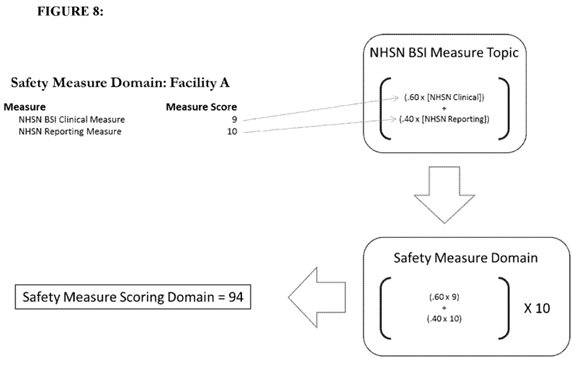 FIGURE 8:
NHSN BSI Measure Topic
(.60 x [NHSN Clinical])
+
(.40 x [NHSN Reporting])
Safety Measure Domain: Facility A
Measure Measure Score
NHSN BSI Clinical Measure 9
NHSN Reporting Measure 10
Safety Measure Domain
(.60 x 9)
+
(.40 x 10)
X 10
Safety Measure Scoring Domain = 94